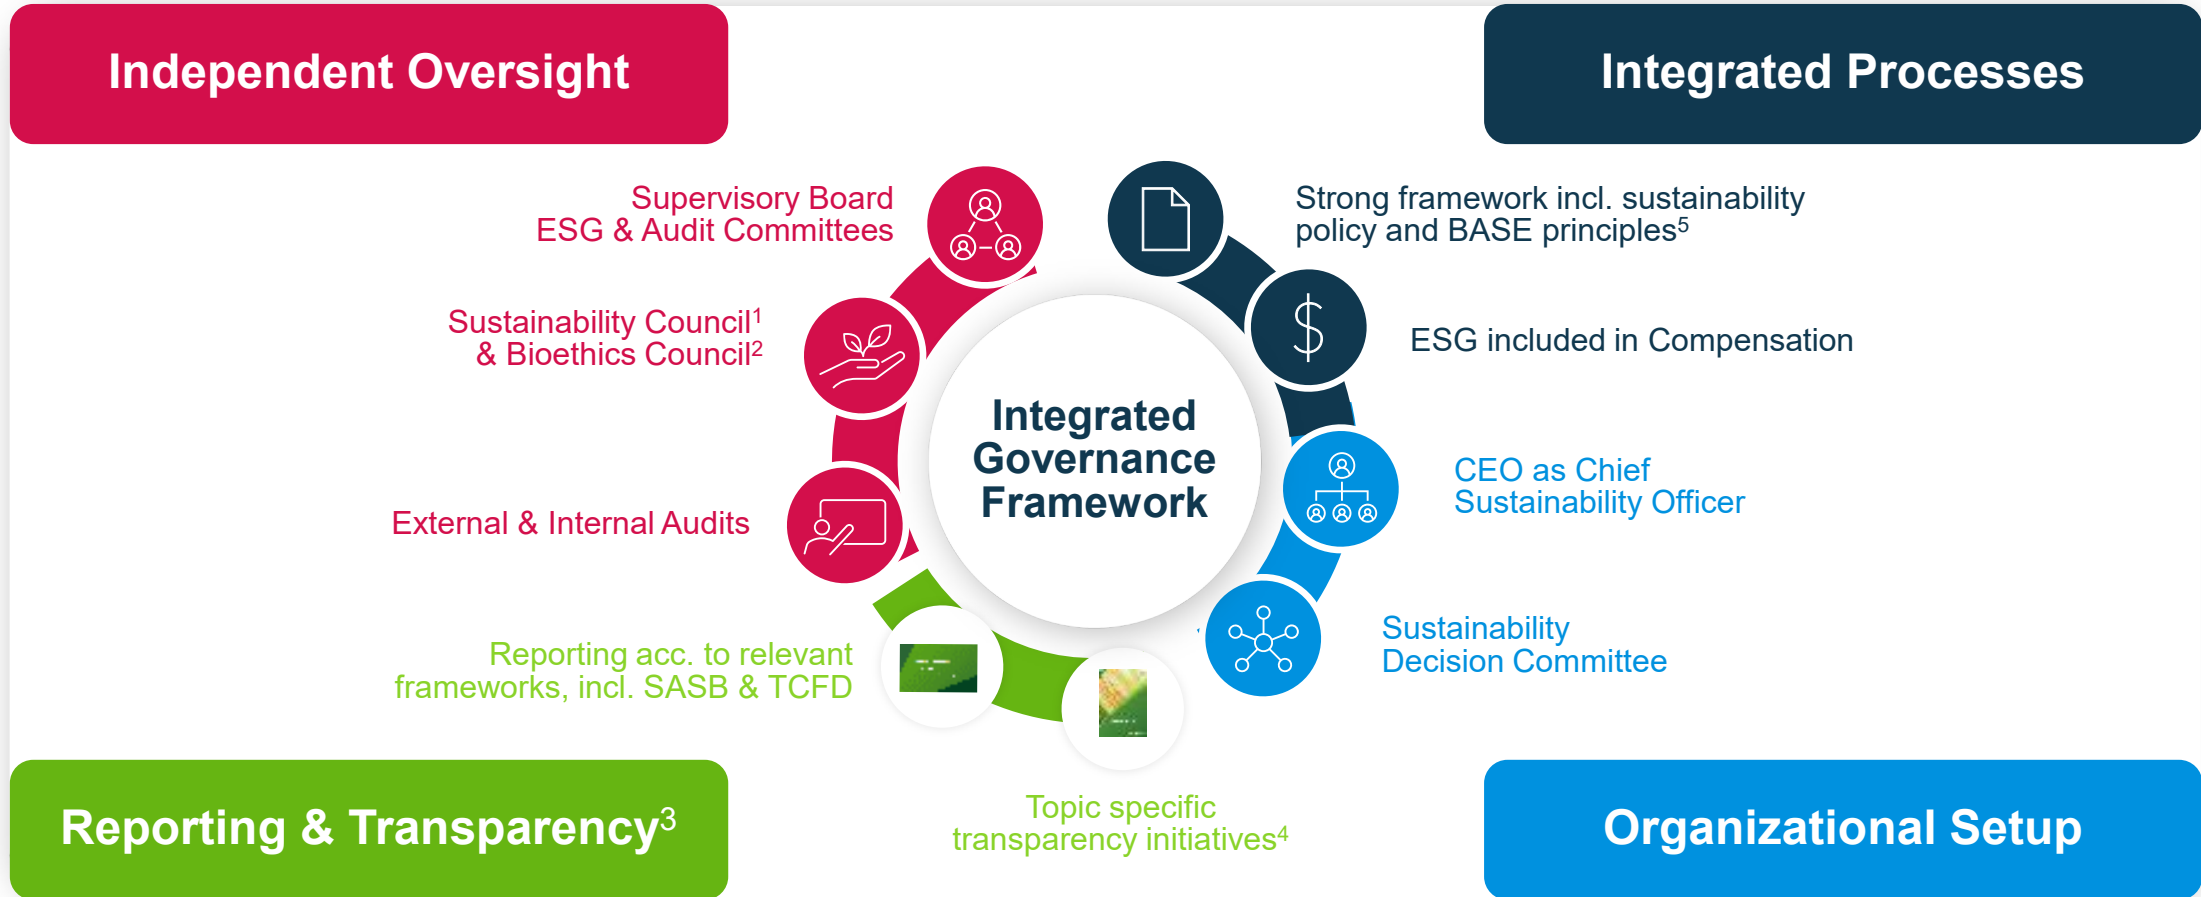 Independent Oversight
Integrated Processes
Supervisory Board
ESG & Audit Committees
Strong framework incl. sustainability
policy and BASE principles⁵
Sustainability Council¹
& Bioethics Council²
ESG included in Compensation
Integrated
Governance
Framework
CEO as Chief
Sustainability Officer
External & Internal Audits
Sustainability
Decision Committee
Reporting acc. to relevant
frameworks, incl. SASB & TCFD
Topic specific
transparency initiatives⁴
Reporting & Transparency³
Organizational Setup